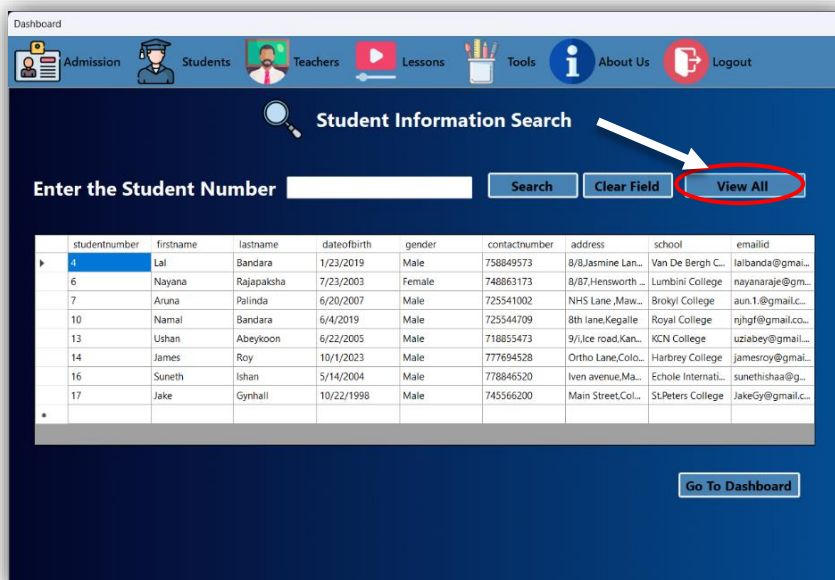 Dashboard
Admission Students Teachers Lessons Tools About Us Logout
Student Information Search
Enter the Student Number Search Clear Field View All
studentnumber firstname lastname dateofbirth gender contactnumber address school emailid
4 Lal Bandara 1/23/2019 Male 758849573 8/8,Jasmine Lan... Van De Bergh C... lalbanda@gmai...
6 Nayana Rajapaksha 7/23/2003 Female 748863173 8/87,Hensworth ... Lumbini College nayanaraje@gm...
7 Aruna Palinda 6/20/2007 Male 725541002 NHS Lane ,Maw... Brokyl College aun.1.@gmail.c...
10 Namal Bandara 6/4/2019 Male 725544709 8th lane,Kegalle Royal College njhgf@gmail.co...
13 Ushan Abeykoon 6/22/2005 Male 718855473 9/i,Ice road,Kan... KCN College uziabey@gmail....
14 James Roy 10/1/2023 Male 777694528 Ortho Lane,Colo... Harbrey College jamesroy@gmai...
16 Suneth Ishan 5/14/2004 Male 778846520 Iven avenue,Ma... Echole Internati... sunethishaa@g...
17 Jake Gynhall 10/22/1998 Male 745566200 Main Street,Col... St.Peters College JakeGy@gmail.c...
Go To Dashboard